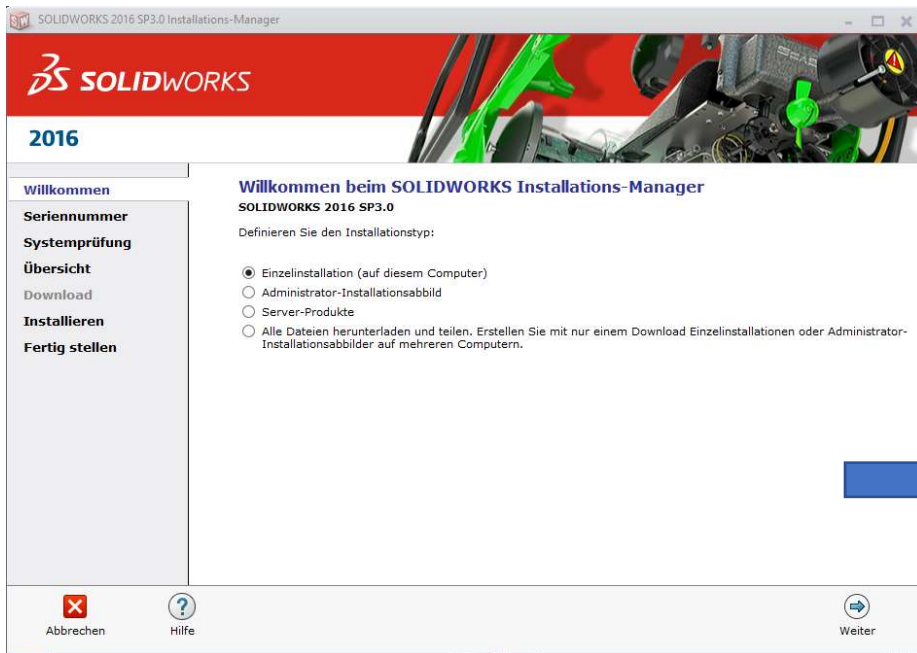 SOLIDWORKS 2016 SP3.0 Installations-Manager
SOLIDWORKS
2016
Willkommen
Seriennummer
Systemprüfung
Übersicht
Download
Installieren
Fertig stellen
Willkommen beim SOLIDWORKS Installations-Manager
SOLIDWORKS 2016 SP3.0
Definieren Sie den Installationstyp:
Einzelinstallation (auf diesem Computer)
Administrator-Installationsabbild
Server-Produkte
Alle Dateien herunterladen und teilen. Erstellen Sie mit nur einem Download Einzelinstallationen oder Administrator-
Installationsabbilder auf mehreren Computern.
Abbrechen
Hilfe
Weiter